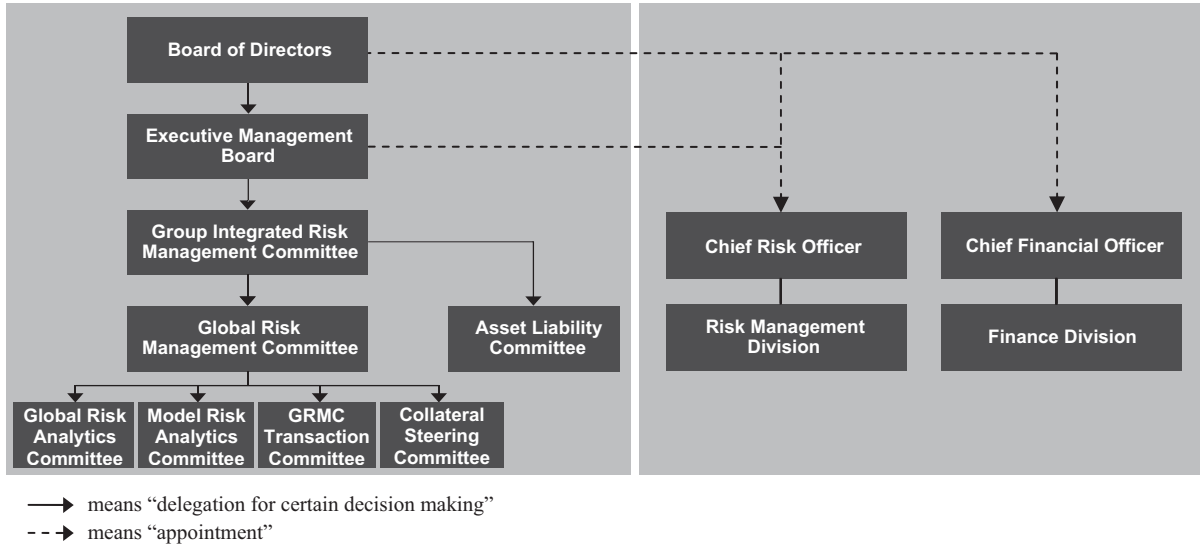 Board of Directors
Executive Management
Board
Group Integrated Risk
Management Committee
Global Risk
Management Committee
Asset Liability
Committee
Global Risk
Analytics
Committee
Model Risk
Analytics
Committee
GRMC
Transaction
Committee
Collateral
Steering
Committee
Chief Risk Officer
Chief Financial Officer
Risk Management
Division
Finance Division
means “delegation for certain decision making”
means “appointment”